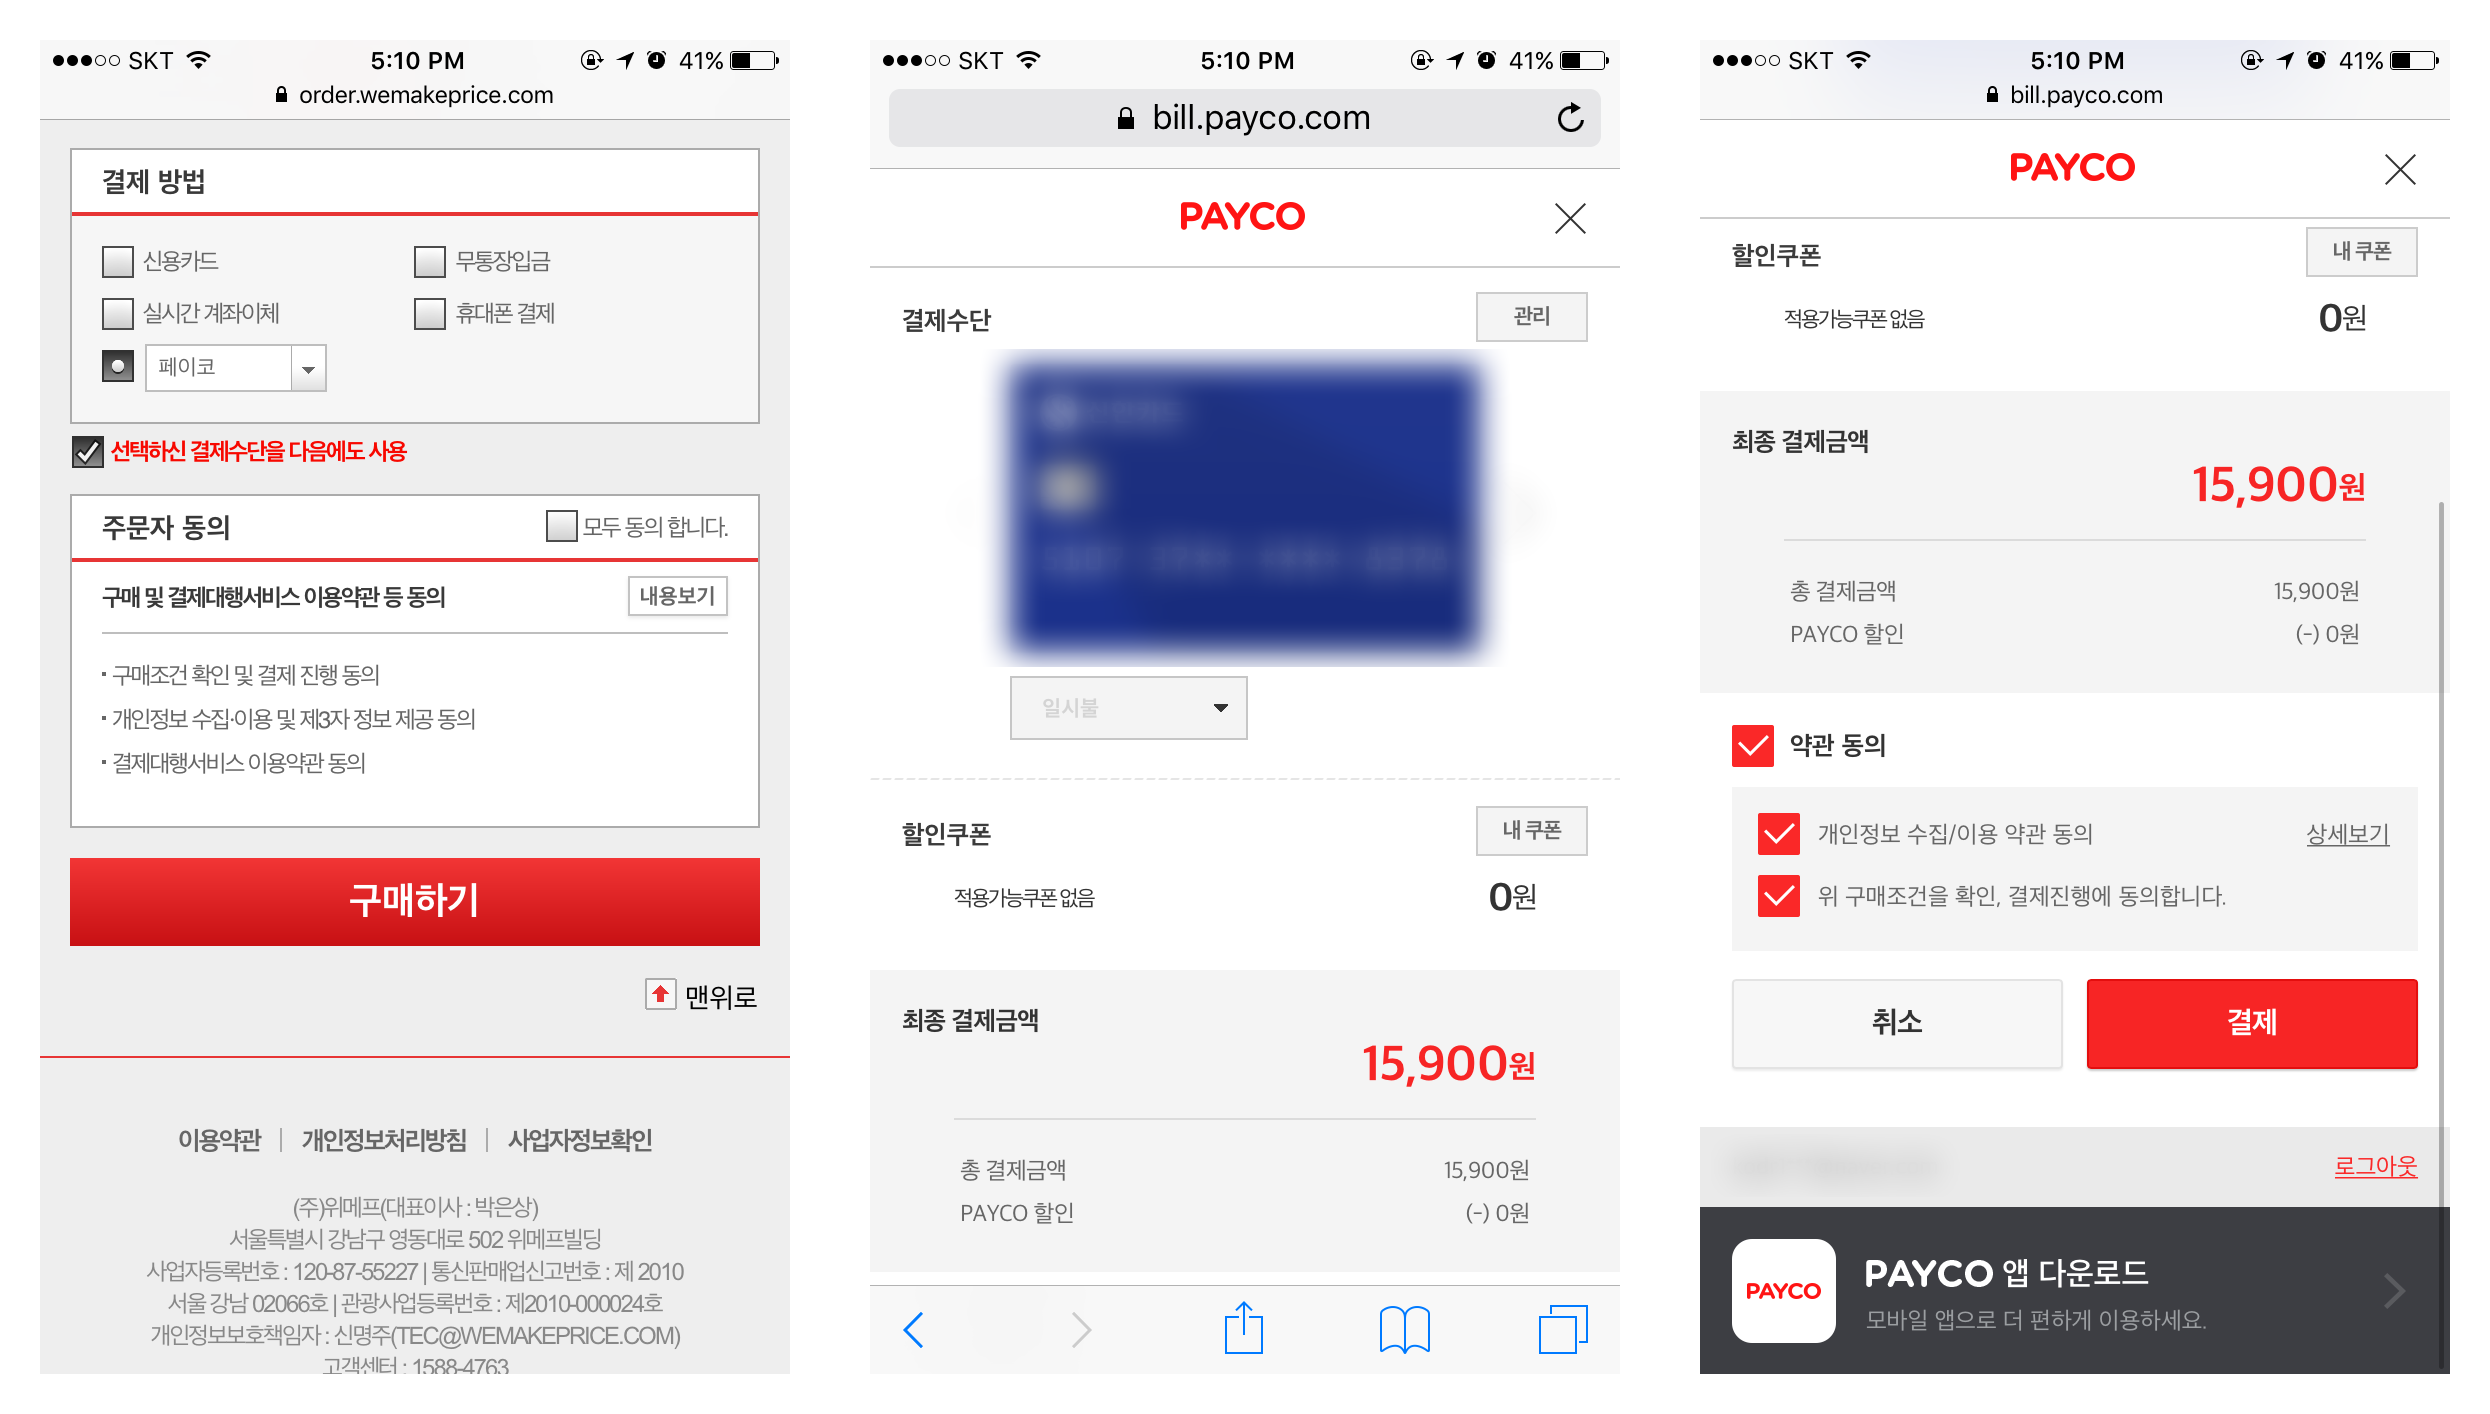 SKT
5:10 PM
41%
order.wemakeprice.com
결제 방법
신용카드
무통장입금
실시간 계좌이체
휴대폰 결제
페이코
선택하신 결제수단을 다음에도 사용
주문자 동의
모두 동의 합니다.
구매 및 결제대행서비스 이용약관 등 동의
내용보기
· 구매조건 확인 및 결제 진행 동의
· 개인정보 수집·이용 및 제3자 정보 제공 동의
· 결제대행서비스 이용약관 동의
구매하기
맨위로
이용약관 | 개인정보처리방침 | 사업자정보확인
(주)위메프(대표이사 : 박은상)
서울특별시 강남구 영동대로 502 위메프빌딩
사업자등록번호 : 120-87-55227 | 통신판매업신고번호 : 제 2010
서울 강남 02066호 | 관광사업등록번호 : 제2010-000024호
개인정보보호책임자 : 신명주(TEC@WEMAKEPRICE.COM)
고객센터 : 1588-4763
SKT
5:10 PM
41%
bill.payco.com
PAYCO
결제수단
관리
일시불
할인쿠폰
내 쿠폰
적용가능쿠폰 없음
0원
최종 결제금액
15,900원
총 결제금액
15,900원
PAYCO 할인
(-) 0원
SKT
5:10 PM
41%
bill.payco.com
PAYCO
할인쿠폰
내 쿠폰
적용가능쿠폰 없음
0원
최종 결제금액
15,900원
총 결제금액
15,900원
PAYCO 할인
(-) 0원
약관 동의
개인정보 수집/이용 약관 동의
상세보기
위 구매조건을 확인, 결제진행에 동의합니다.
취소
결제
로그아웃
PAYCO
PAYCO 앱 다운로드
모바일 앱으로 더 편하게 이용하세요.